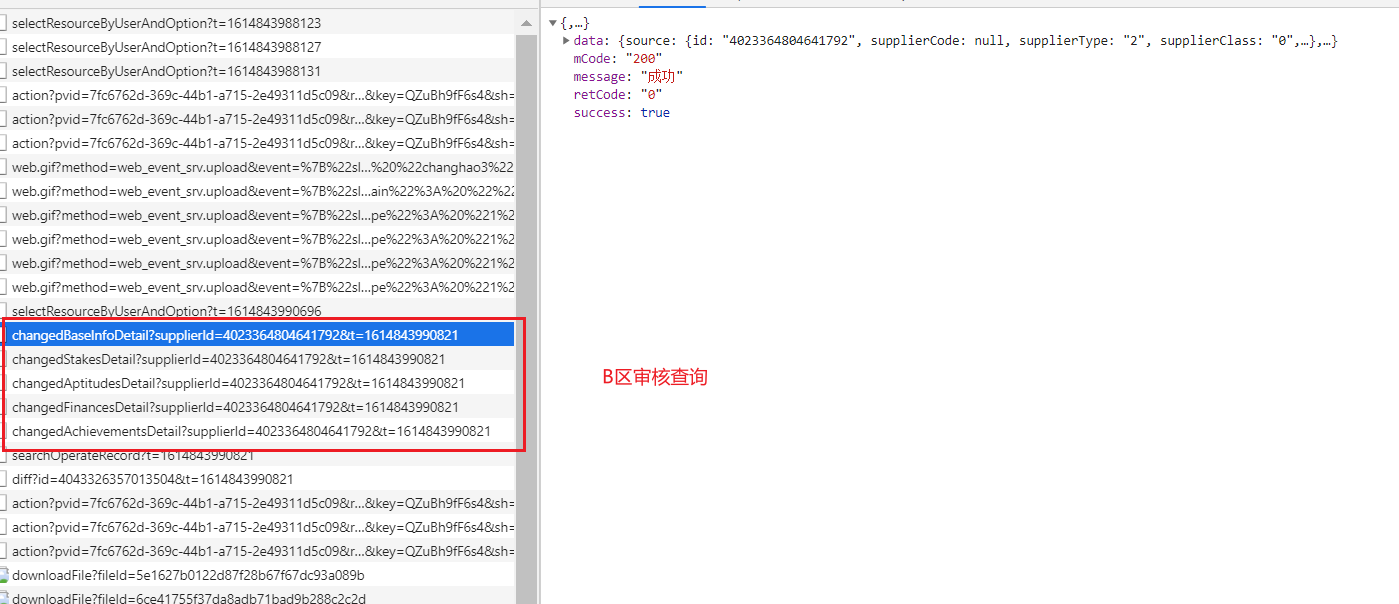 selectResourceByUserAndOption?t=1614843988123
selectResourceByUserAndOption?t=1614843988127
selectResourceByUserAndOption?t=1614843988131
action?pvid=7fc6762d-369c-44b1-a715-2e49311d5c09&r...&key=QZuBh9fF6s4&sh=
action?pvid=7fc6762d-369c-44b1-a715-2e49311d5c09&r...&key=QZuBh9fF6s4&sh=
action?pvid=7fc6762d-369c-44b1-a715-2e49311d5c09&r...&key=QZuBh9fF6s4&sh=
web.gif?method=web_event_srv.upload&event=%7B%22sl...%20%22changhao3%22
web.gif?method=web_event_srv.upload&event=%7B%22sl...ain%22%3A%20%22%22
web.gif?method=web_event_srv.upload&event=%7B%22sl...pe%22%3A%20%221%2
web.gif?method=web_event_srv.upload&event=%7B%22sl...pe%22%3A%20%221%2
web.gif?method=web_event_srv.upload&event=%7B%22sl...pe%22%3A%20%221%2
web.gif?method=web_event_srv.upload&event=%7B%22sl...pe%22%3A%20%221%2
selectResourceByUserAndOption?t=1614843990696
changedBaseInfoDetail?supplierId=4023364804641792&t=1614843990821
changedStakesDetail?supplierId=4023364804641792&t=1614843990821
changedAptitudesDetail?supplierId=4023364804641792&t=1614843990821
changedFinancesDetail?supplierId=4023364804641792&t=1614843990821
changedAchievementsDetail?supplierId=4023364804641792&t=1614843990821
searchOperateRecord?t=1614843990821
diff?id=4043326357013504&t=1614843990821
action?pvid=7fc6762d-369c-44b1-a715-2e49311d5c09&r...&key=QZuBh9fF6s4&sh=
action?pvid=7fc6762d-369c-44b1-a715-2e49311d5c09&r...&key=QZuBh9fF6s4&sh=
action?pvid=7fc6762d-369c-44b1-a715-2e49311d5c09&r...&key=QZuBh9fF6s4&sh=
downloadFile?fileId=5e1627b0122d87f28b67f67dc93a089b
downloadFile?fileId=6ce41755f37da8adb71bad9b288c2c2d
{,…}
data: {source: {id: "4023364804641792", supplierCode: null, supplierType: "2", supplierClass: "0",…},…}
mCode: "200"
message: "成功"
retCode: "0"
success: true
B区审核查询